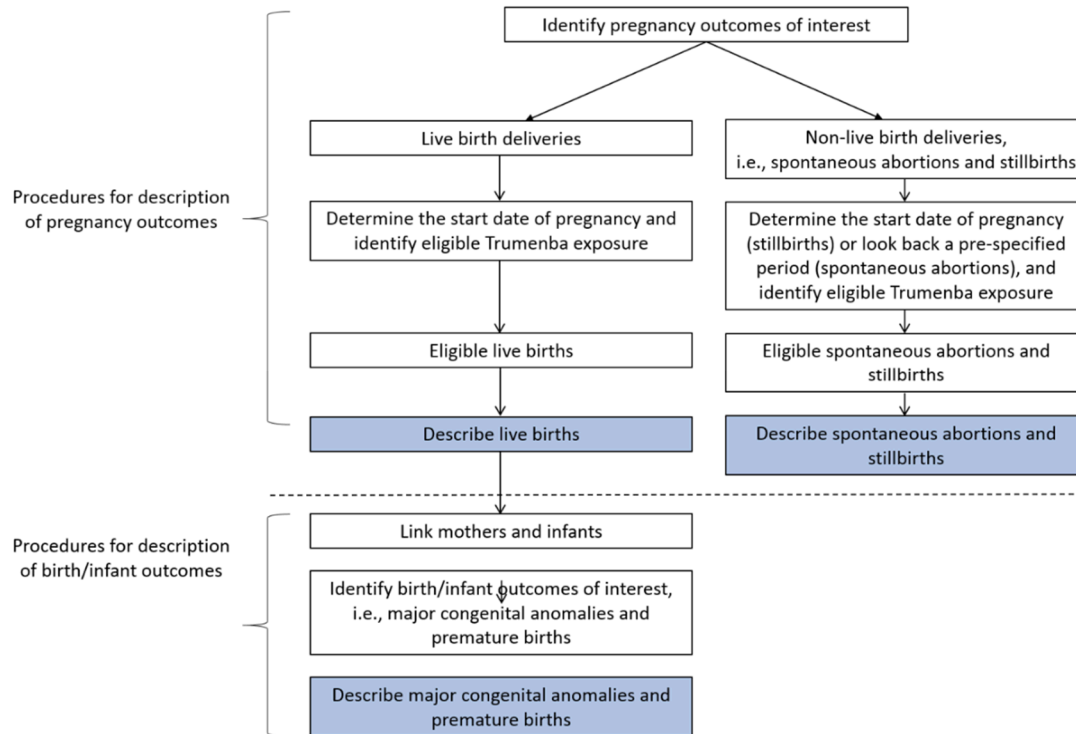 Identify pregnancy outcomes of interest
Live birth deliveries
Non-live birth deliveries,
i.e., spontaneous abortions and stillbirths
Procedures for description
of pregnancy outcomes
Determine the start date of pregnancy and
identify eligible Trumenba exposure
Determine the start date of pregnancy
(stillbirths) or look back a pre-specified
period (spontaneous abortions), and
identify eligible Trumenba exposure
Eligible live births
Eligible spontaneous abortions and
stillbirths
Describe live births
Describe spontaneous abortions and
stillbirths
Procedures for description
of birth/infant outcomes
Link mothers and infants
Identify birth/infant outcomes of interest,
i.e., major congenital anomalies and
premature births
Describe major congenital anomalies and
premature births